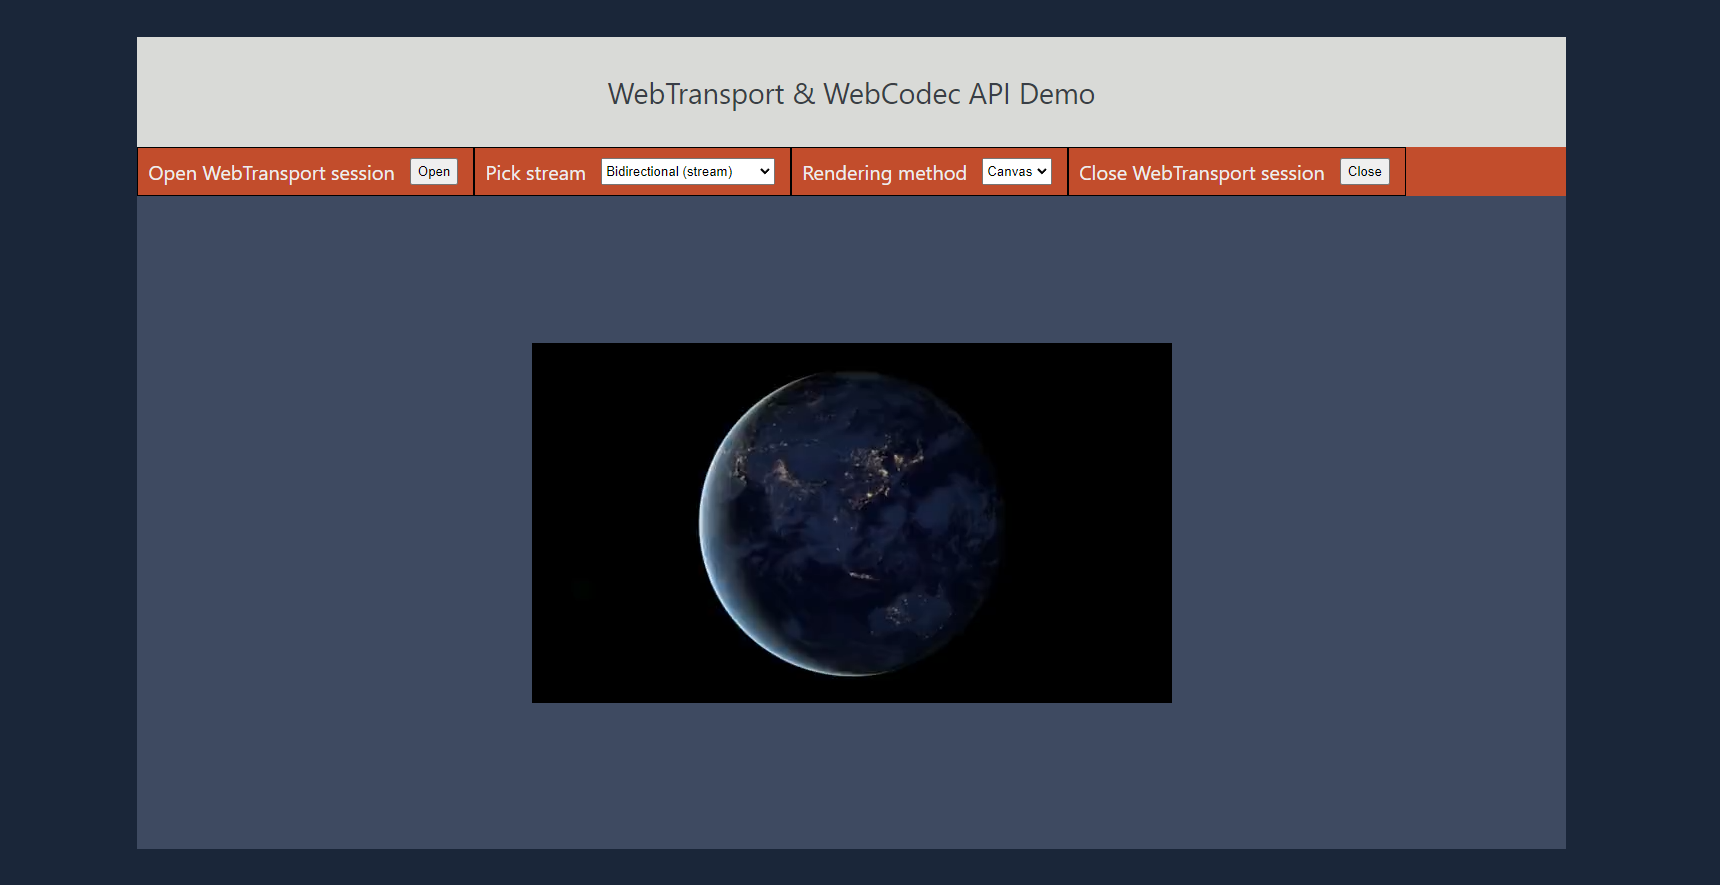 WebTransport & WebCodec API Demo
Open WebTransport session Open Pick stream Bidirectional (stream) Rendering method Canvas Close WebTransport session Close